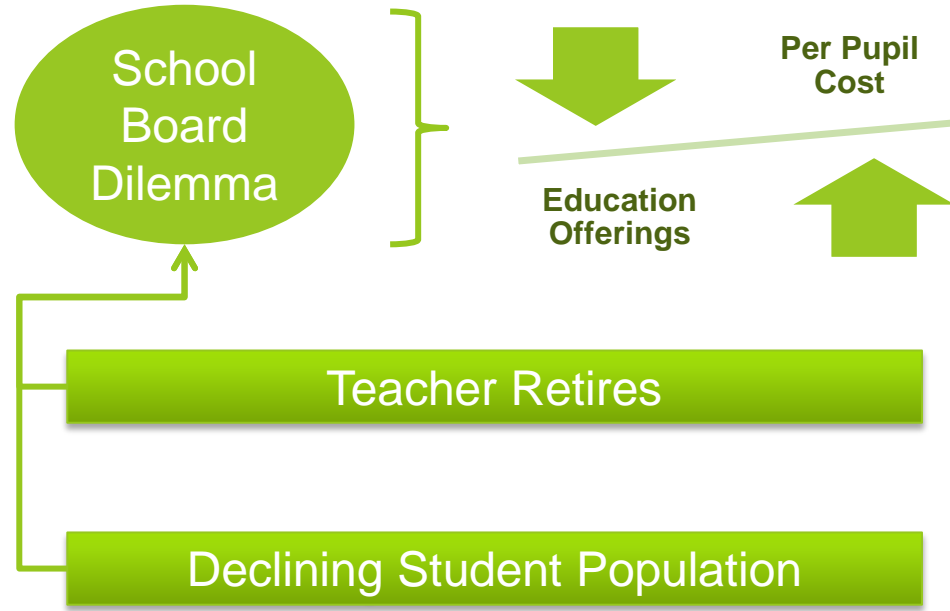 School
Board
Dilemma
Per Pupil
Cost
Education
Offerings
Teacher Retires
Declining Student Population